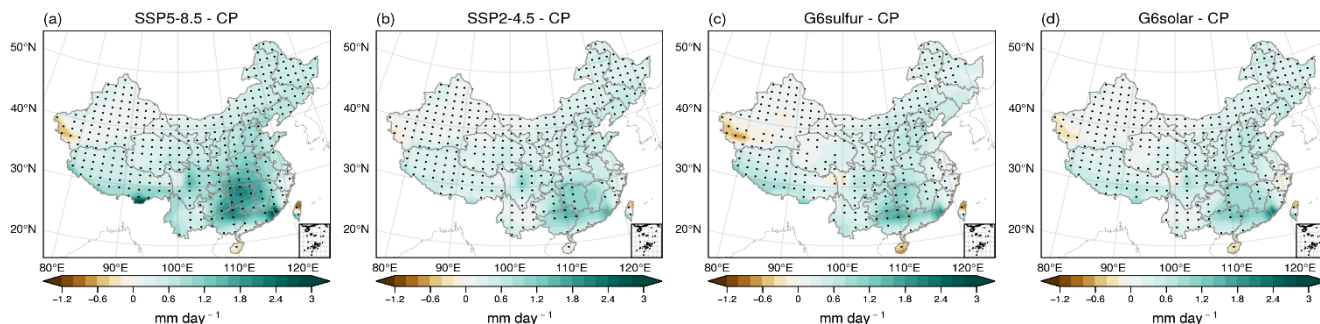 (a) SSP5-8.5 - CP
50°N
40°N
30°N
20°N
80°E 90°E 100°E 110°E 120°E
−1.2 −0.6 0 0.6 1.2 1.8 2.4 3
mm day⁻¹
(b) SSP2-4.5 - CP
50°N
40°N
30°N
20°N
80°E 90°E 100°E 110°E 120°E
−1.2 −0.6 0 0.6 1.2 1.8 2.4 3
mm day⁻¹
(c) G6sulfur - CP
50°N
40°N
30°N
20°N
80°E 90°E 100°E 110°E 120°E
−1.2 −0.6 0 0.6 1.2 1.8 2.4 3
mm day⁻¹
(d) G6solar - CP
50°N
40°N
30°N
20°N
80°E 90°E 100°E 110°E 120°E
−1.2 −0.6 0 0.6 1.2 1.8 2.4 3
mm day⁻¹